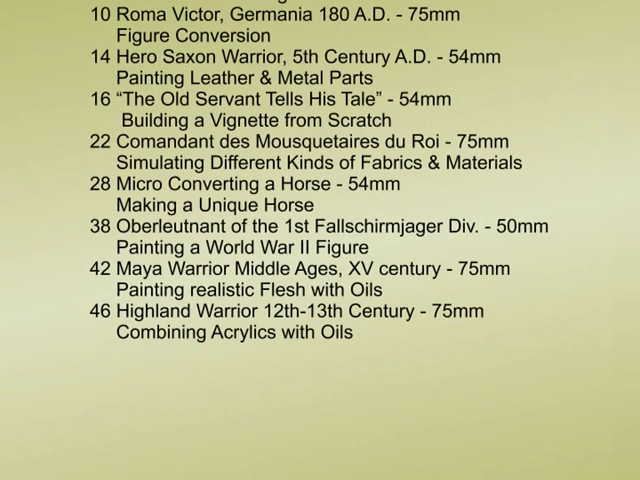 10 Roma Victor, Germania 180 A.D. - 75mm
Figure Conversion
14 Hero Saxon Warrior, 5th Century A.D. - 54mm
Painting Leather & Metal Parts
16 “The Old Servant Tells His Tale” - 54mm
Building a Vignette from Scratch
22 Comandant des Mousquetaires du Roi - 75mm
Simulating Different Kinds of Fabrics & Materials
28 Micro Converting a Horse - 54mm
Making a Unique Horse
38 Oberleutnant of the 1st Fallschirmjager Div. - 50mm
Painting a World War II Figure
42 Maya Warrior Middle Ages, XV century - 75mm
Painting realistic Flesh with Oils
46 Highland Warrior 12th-13th Century - 75mm
Combining Acrylics with Oils